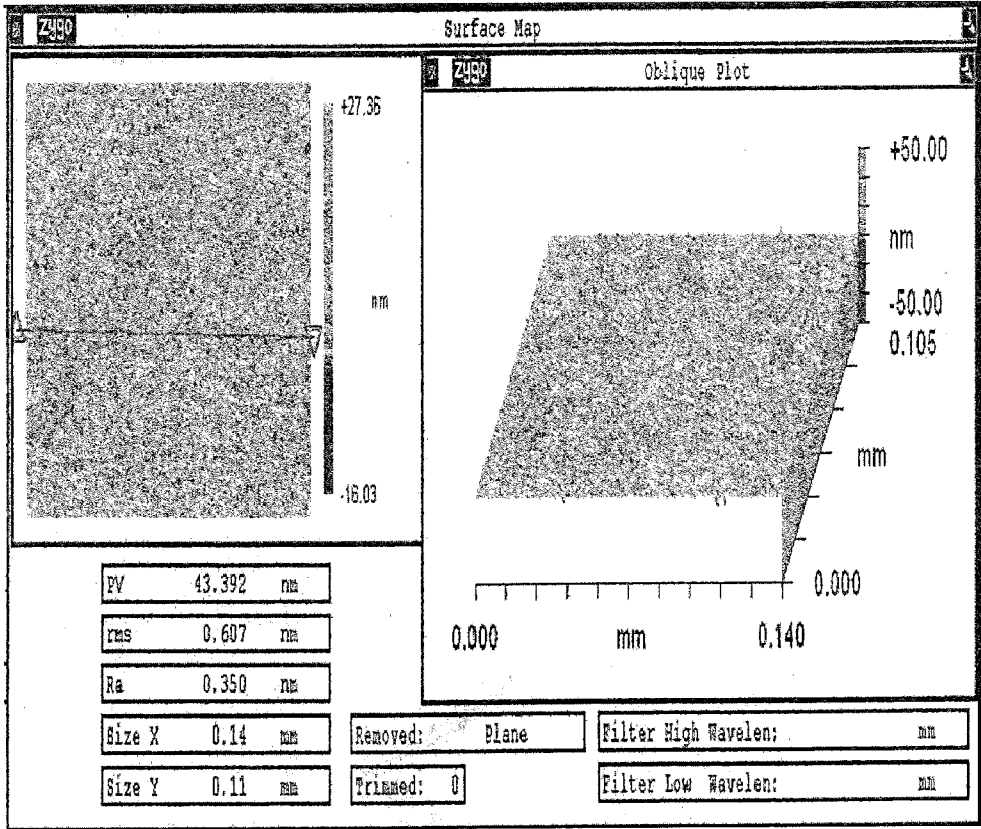 zygo Surface Map
zygo Oblique Plot
+27.36
nm
-16.03
+50.00
nm
-50.00
0.105
mm
0.000
0.000 mm 0.140
PV 43.392 nm
rms 0.607 nm
Ra 0.350 nm
Size X 0.14 mm
Size Y 0.11 mm
Removed: Plane
Trimmed: 0
Filter High Wavelen: mm
Filter Low Wavelen: mm